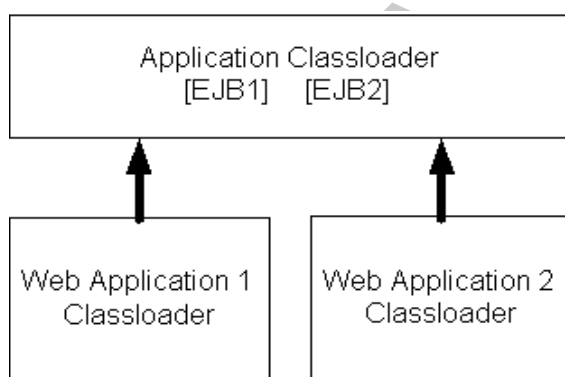 Application Classloader
[EJB1] [EJB2]
Web Application 1
Classloader
Web Application 2
Classloader